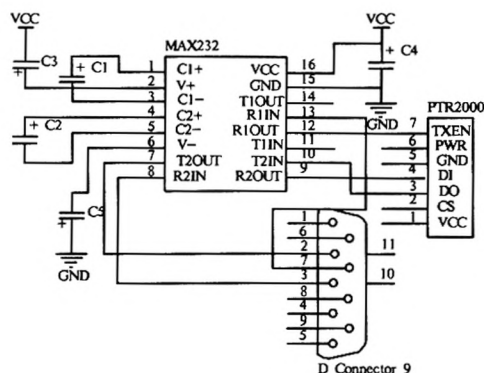 VCC
VCC
MAX232
C3
C1
C4
1 C1+ VCC 16
2 V+ GND 15
3 C1- T1OUT 14
4 C2+ R1IN 13
5 C2- R1OUT 12
6 V- T1IN 11
7 T2OUT T2IN 10
8 R2IN R2OUT 9
C2
C5
GND
GND
PTR2000
7 TXEN
6 PWR
5 GND
4 DI
3 DO
2 CS
1 VCC
1
6
2
7
3
8
4
9
5
11
10
D Connector 9